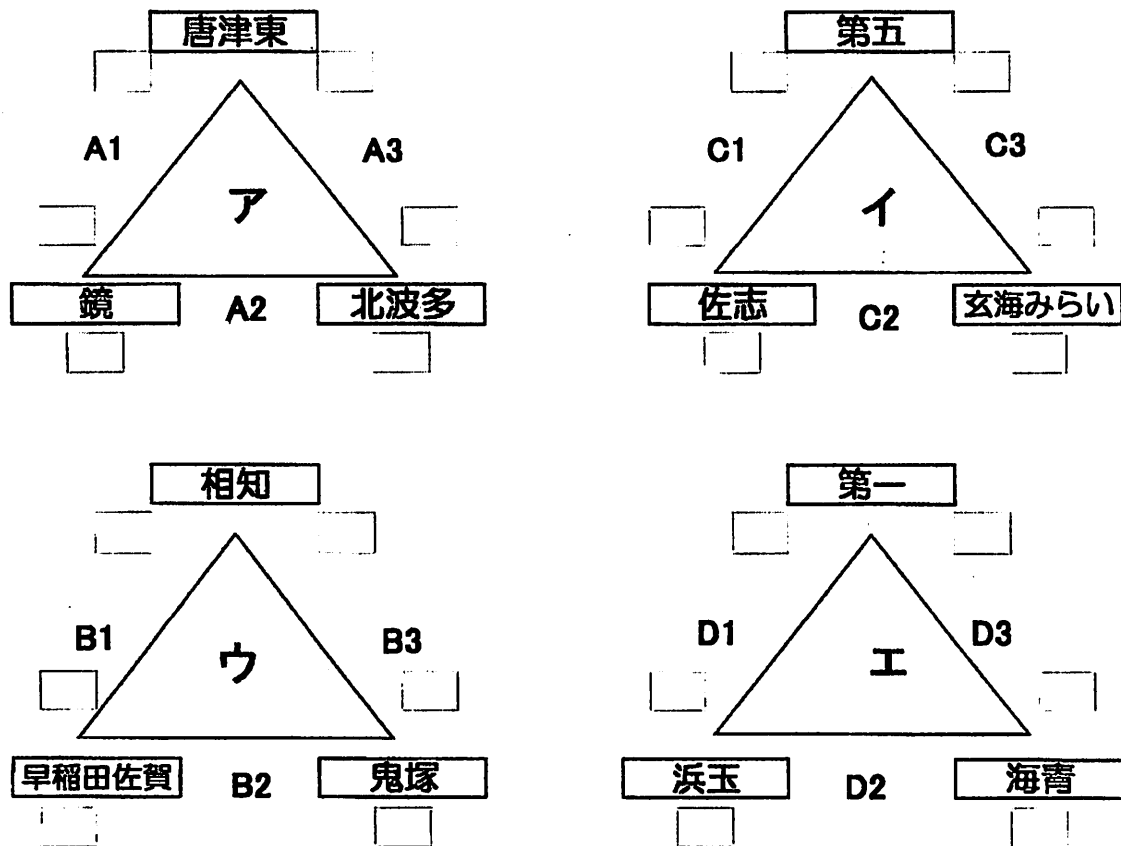 唐津東
A1
A3
ア
鏡
A2
北波多
第五
C1
C3
イ
佐志
C2
玄海みらい
相知
B1
B3
ウ
早稲田佐賀
B2
鬼塚
第一
D1
D3
エ
浜玉
D2
海青